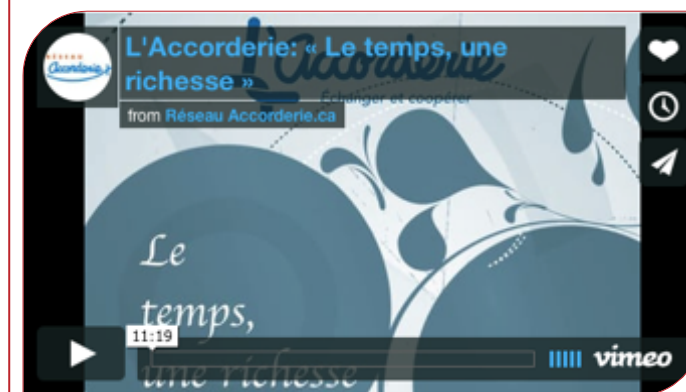 RÉSEAU
Accorderie
L'Accorderie: « Le temps, une
richesse »
from Réseau Accorderie.ca
L'accorderie
Échanger et coopérer
Le
temps,
une richesse
11:19
vimeo